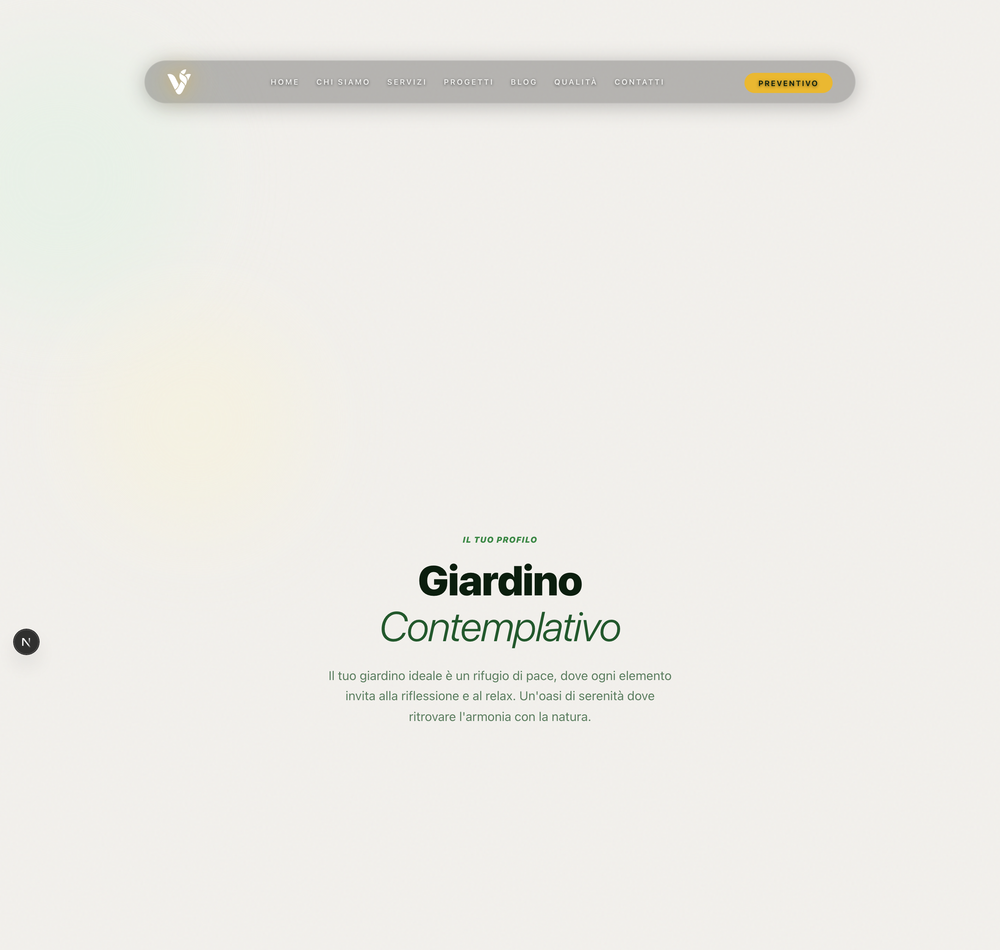 HOME CHI SIAMO SERVIZI PROGETTI BLOG QUALITÀ CONTATTI PREVENTIVO
IL TUO PROFILO
Giardino
Contemplativo
N
Il tuo giardino ideale è un rifugio di pace, dove ogni elemento
invita alla riflessione e al relax. Un'oasi di serenità dove
ritrovare l'armonia con la natura.